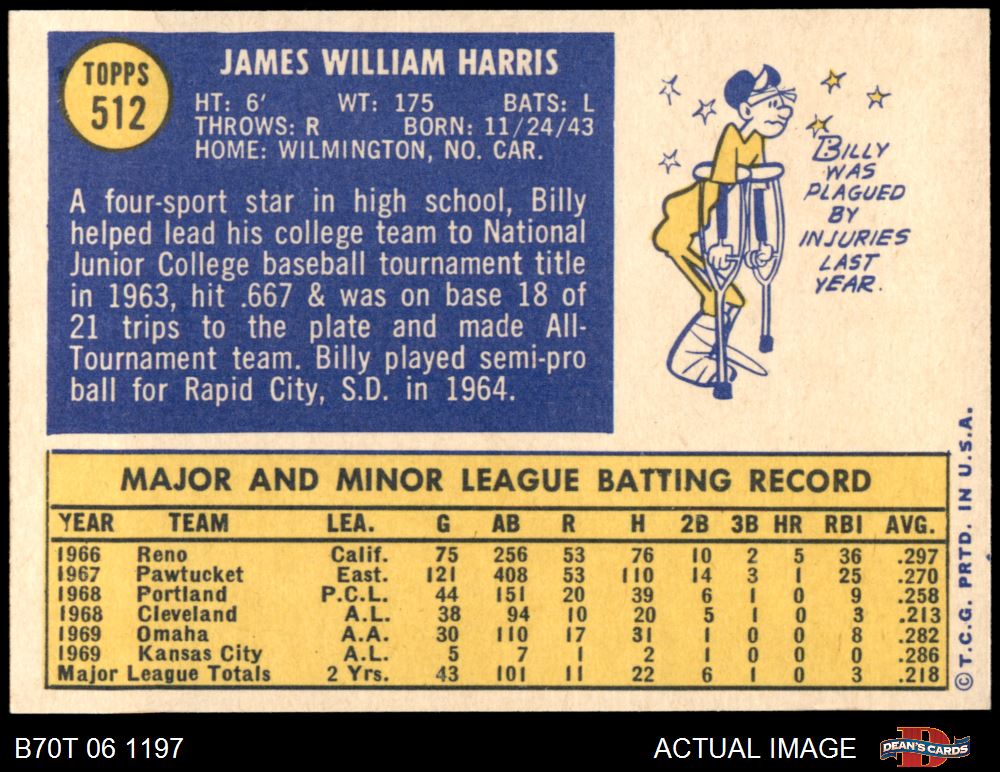 TOPPS
512
JAMES WILLIAM HARRIS
HT: 6' WT: 175 BATS: L
THROWS: R BORN: 11/24/43
HOME: WILMINGTON, NO. CAR.
A four-sport star in high school, Billy
helped lead his college team to National
Junior College baseball tournament title
in 1963, hit .667 & was on base 18 of
21 trips to the plate and made All-
Tournament team. Billy played semi-pro
ball for Rapid City, S.D. in 1964.
BILLY
WAS
PLAGUED
BY
INJURIES
LAST
YEAR.
MAJOR AND MINOR LEAGUE BATTING RECORD
YEAR TEAM LEA. G AB R H 2B 3B HR RBI AVG.
1966 Reno Calif. 75 256 53 76 10 2 5 36 .297
1967 Pawtucket East. 121 408 53 110 14 3 1 25 .270
1968 Portland P.C.L. 44 151 20 39 6 1 0 9 .258
1968 Cleveland A.L. 38 94 10 20 5 1 0 3 .213
1969 Omaha A.A. 30 110 17 31 1 0 0 8 .282
1969 Kansas City A.L. 5 7 1 2 1 0 0 0 .286
Major League Totals 2 Yrs. 43 101 11 22 6 1 0 3 .218
© T.C.G. PRTD. IN U.S.A.
B70T 06 1197
ACTUAL IMAGE
DEAN'S CARDS